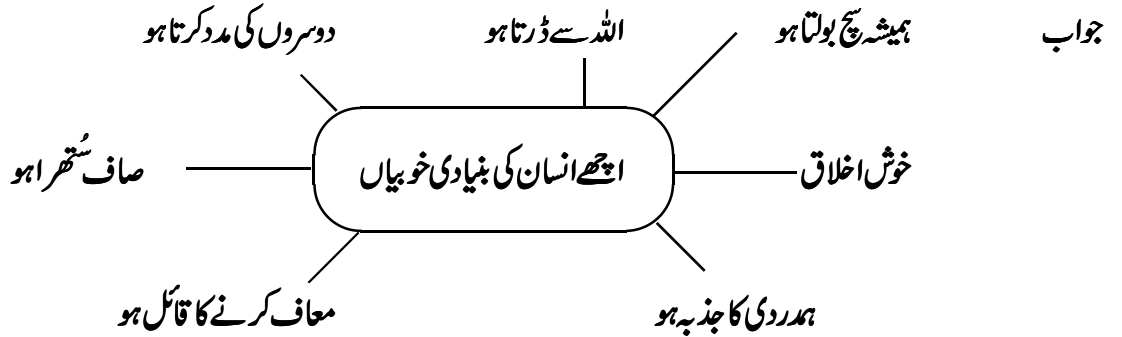 جواب
ہمیشہ سچ بولتا ہو
اللہ سے ڈرتا ہو
دوسروں کی مدد کرتا ہو
خوش اخلاق
اچھے انسان کی بنیادی خوبیاں
صاف سُتھرا ہو
ہمدردی کا جذبہ ہو
معاف کرنے کا قائل ہو